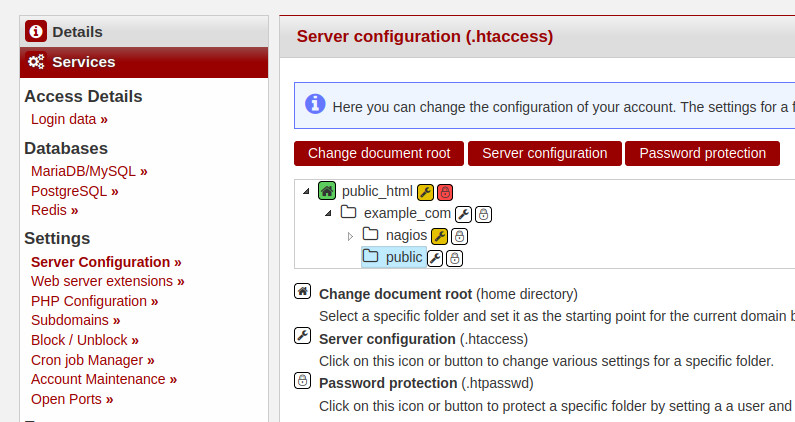 Details
Services
Access Details
Login data »
Databases
MariaDB/MySQL »
PostgreSQL »
Redis »
Settings
Server Configuration »
Web server extensions »
PHP Configuration »
Subdomains »
Block / Unblock »
Cron job Manager »
Account Maintenance »
Open Ports »
Server configuration (.htaccess)
Here you can change the configuration of your account. The settings for a f
Change document root Server configuration Password protection
public_html
example_com
nagios
public
Change document root (home directory)
Select a specific folder and set it as the starting point for the current domain b
Server configuration (.htaccess)
Click on this icon or button to change various settings for a specific folder.
Password protection (.htpasswd)
Click on this icon or button to protect a specific folder by setting a a user and